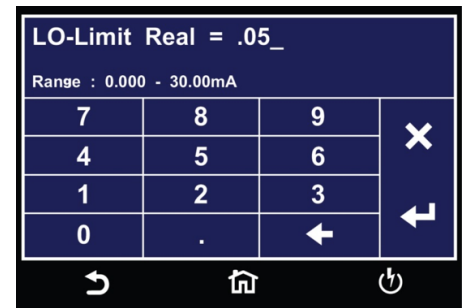 LO-Limit Real = .05_
Range : 0.000 - 30.00mA
7 8 9
4 5 6
1 2 3
0 .